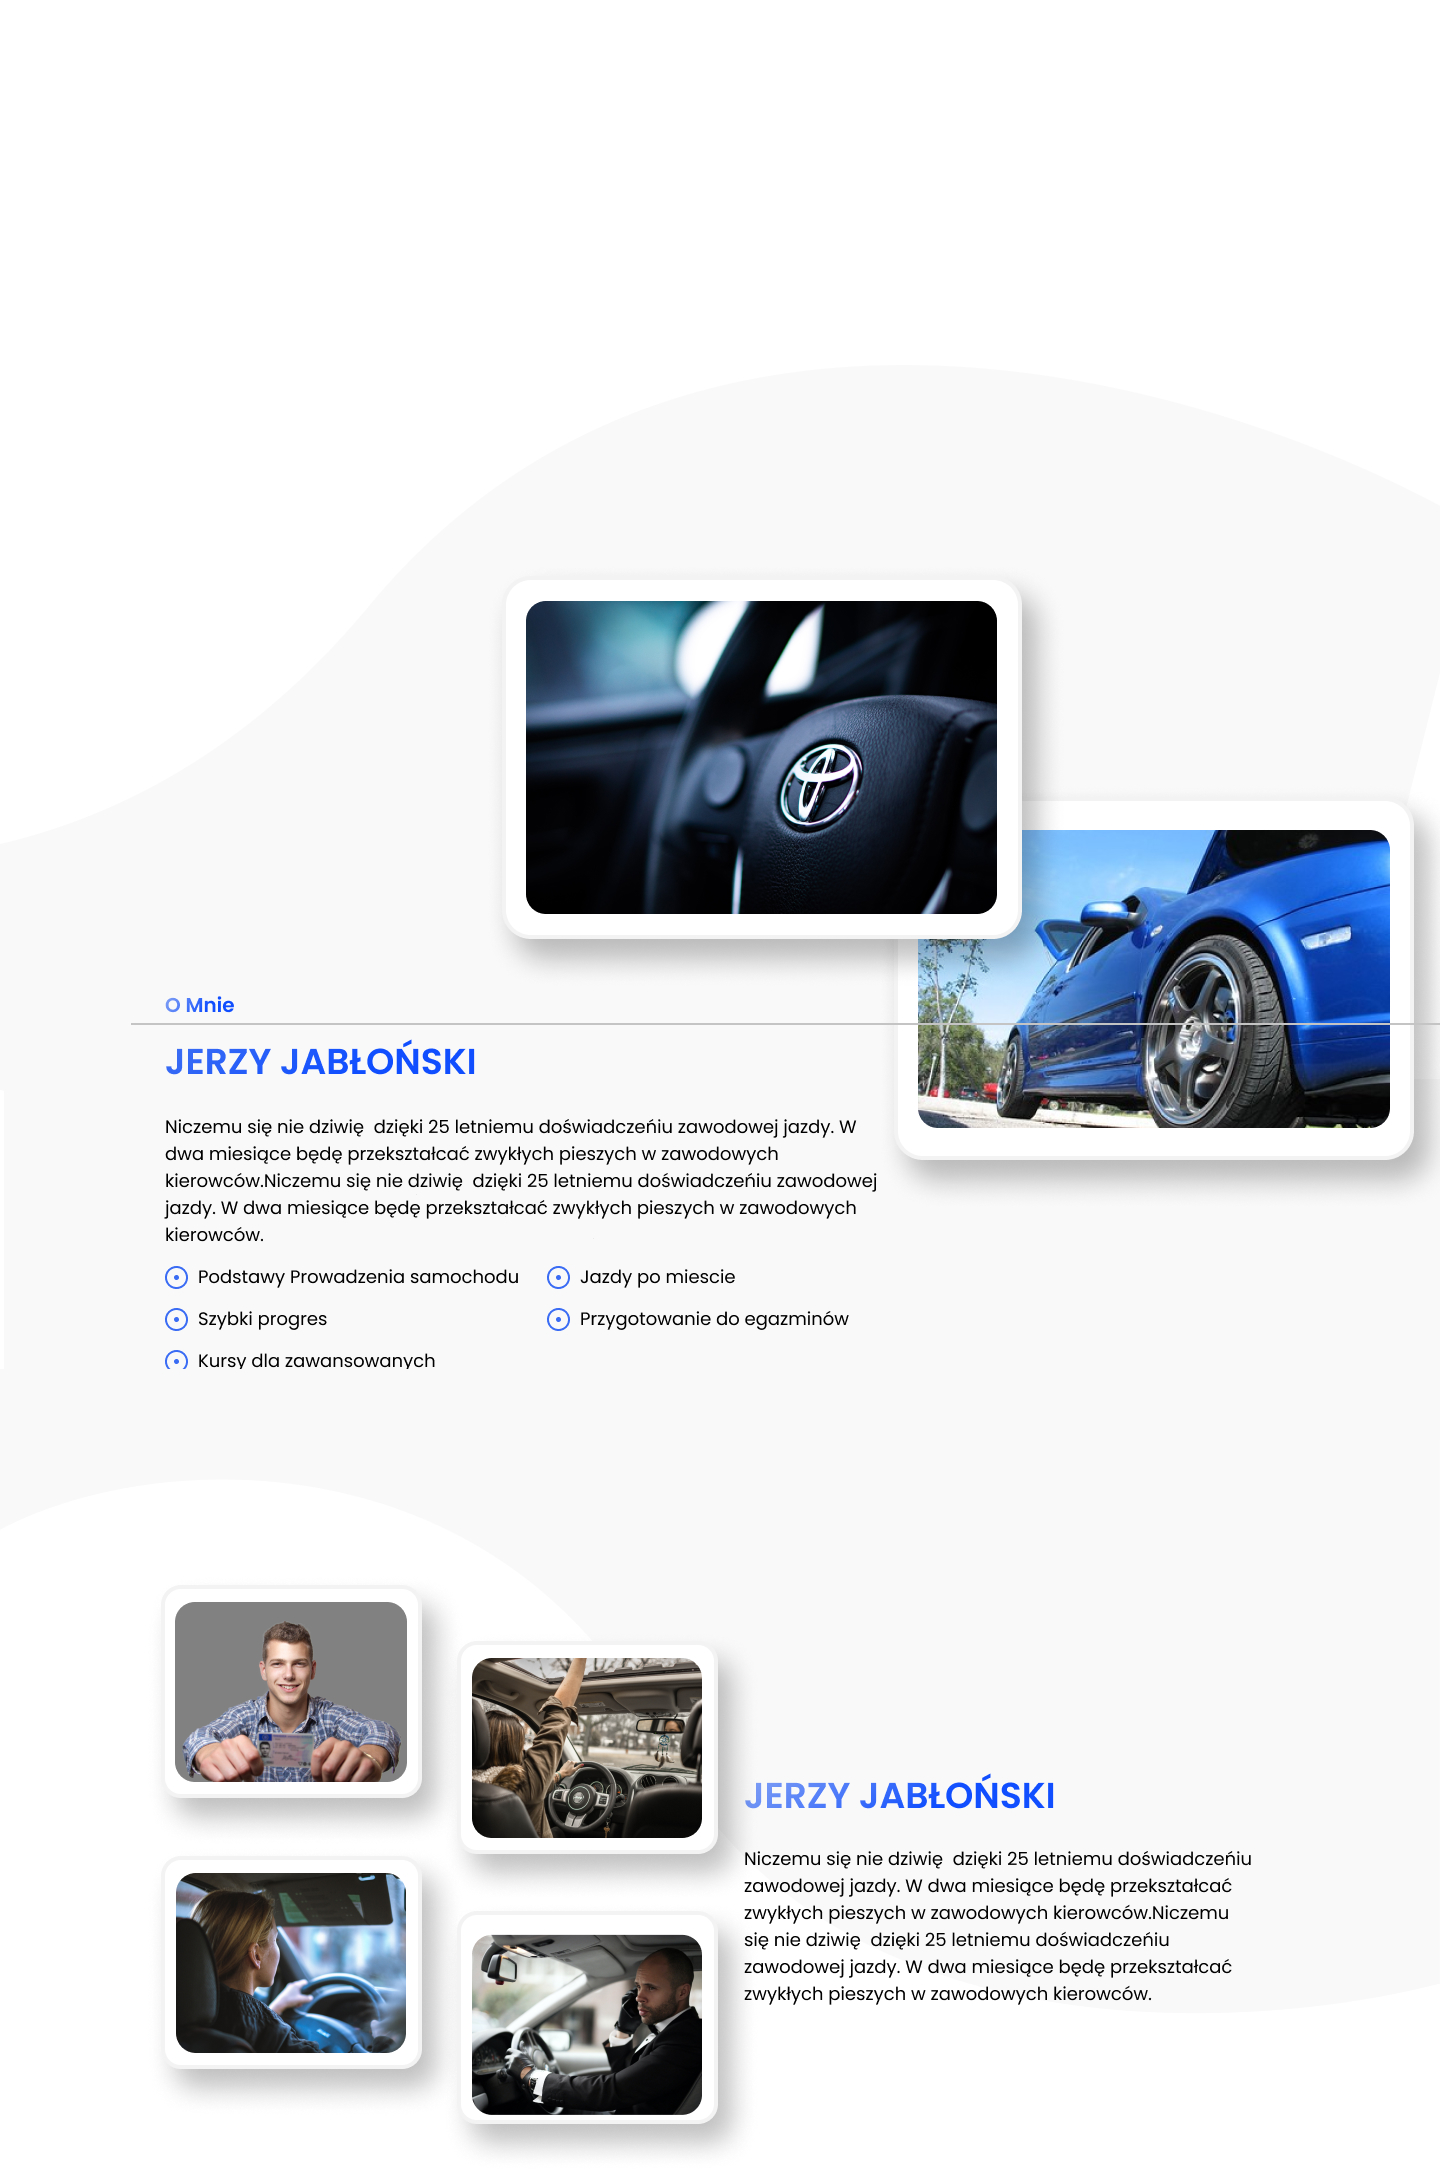 O Mnie
JERZY JABŁOŃSKI
Niczemu się nie dziwię  dzięki 25 letniemu doświadczeńiu zawodowej jazdy. W
dwa miesiące będę przekształcać zwykłych pieszych w zawodowych
kierowców.Niczemu się nie dziwię  dzięki 25 letniemu doświadczeńiu zawodowej
jazdy. W dwa miesiące będę przekształcać zwykłych pieszych w zawodowych
kierowców.
Podstawy Prowadzenia samochodu
Jazdy po miescie
Szybki progres
Przygotowanie do egazminów
Kursy dla zawansowanych
JERZY JABŁOŃSKI
Niczemu się nie dziwię  dzięki 25 letniemu doświadczeńiu
zawodowej jazdy. W dwa miesiące będę przekształcać
zwykłych pieszych w zawodowych kierowców.Niczemu
się nie dziwię  dzięki 25 letniemu doświadczeńiu
zawodowej jazdy. W dwa miesiące będę przekształcać
zwykłych pieszych w zawodowych kierowców.